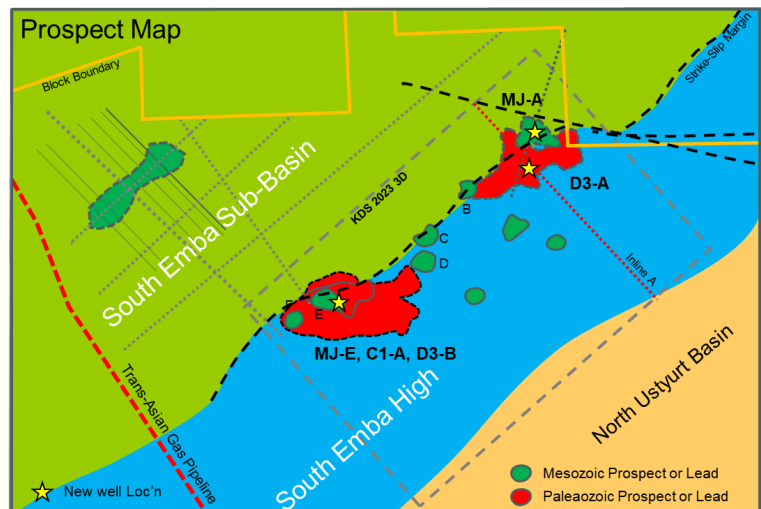 Prospect Map
Block Boundary
Strike-Slip Margin
MJ-A
D3-A
KDS 2023 3D
B
C
D
South Emba Sub-Basin
Inline A
E
MJ-E, C1-A, D3-B
North Ustyurt Basin
Trans-Asian Gas Pipeline
South Emba High
Mesozoic Prospect or Lead
New well Loc'n
Paleaozoic Prospect or Lead